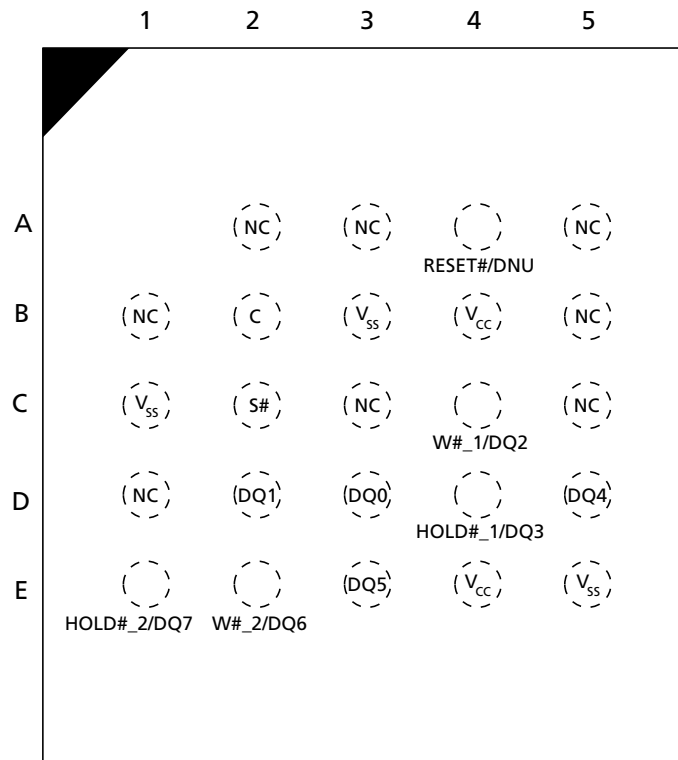 1 2 3 4 5
A NC NC NC
RESET#/DNU
B NC C VSS VCC NC
C VSS S# NC NC
W#_1/DQ2
D NC DQ1 DQ0 DQ4
HOLD#_1/DQ3
E DQ5 VCC VSS
HOLD#_2/DQ7 W#_2/DQ6